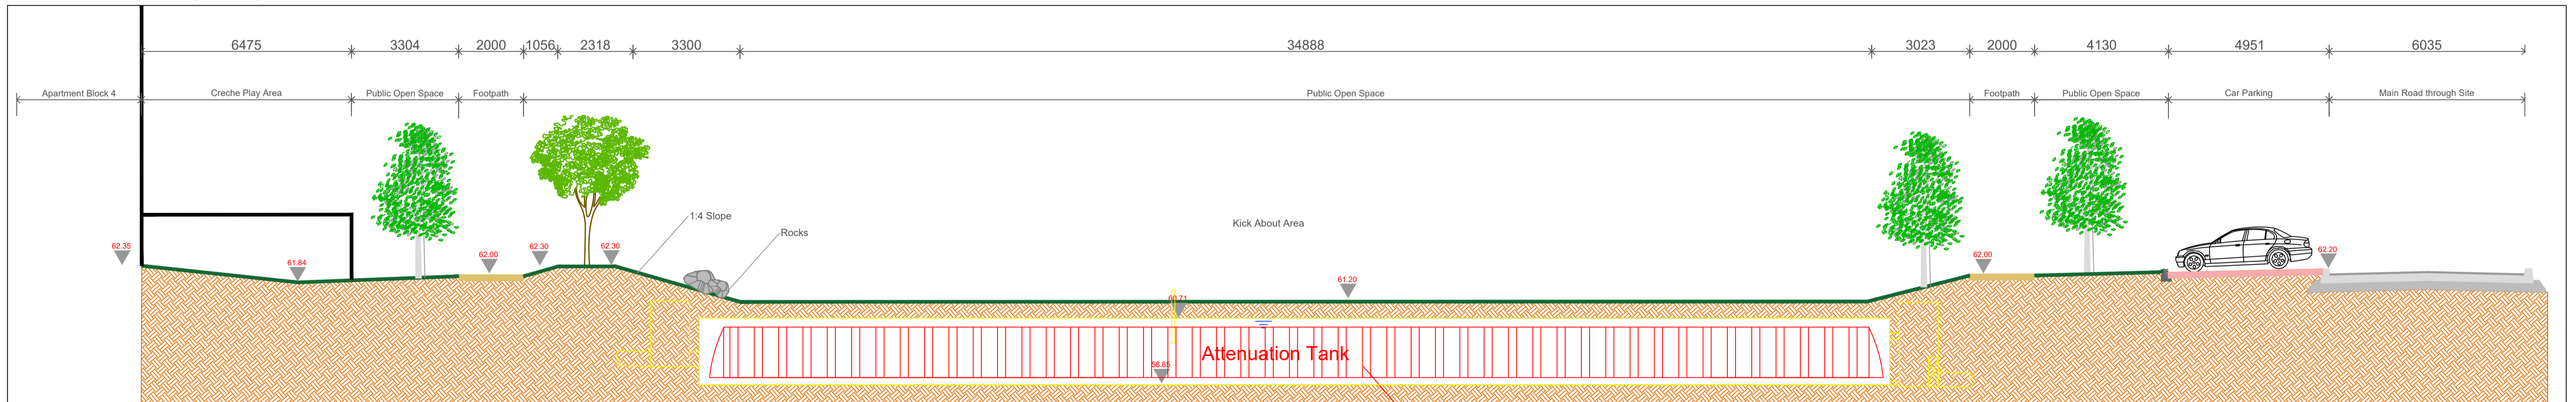 6475
3304
2000
1056
2318
3300
34888
3023
2000
4130
4951
6035
Apartment Block 4
Creche Play Area
Public Open Space
Footpath
Public Open Space
Footpath
Public Open Space
Car Parking
Main Road through Site
1:4 Slope
Rocks
Kick About Area
62.35
61.84
62.00
62.30
62.30
61.20
62.00
62.20
60.71
Attenuation Tank
58.65